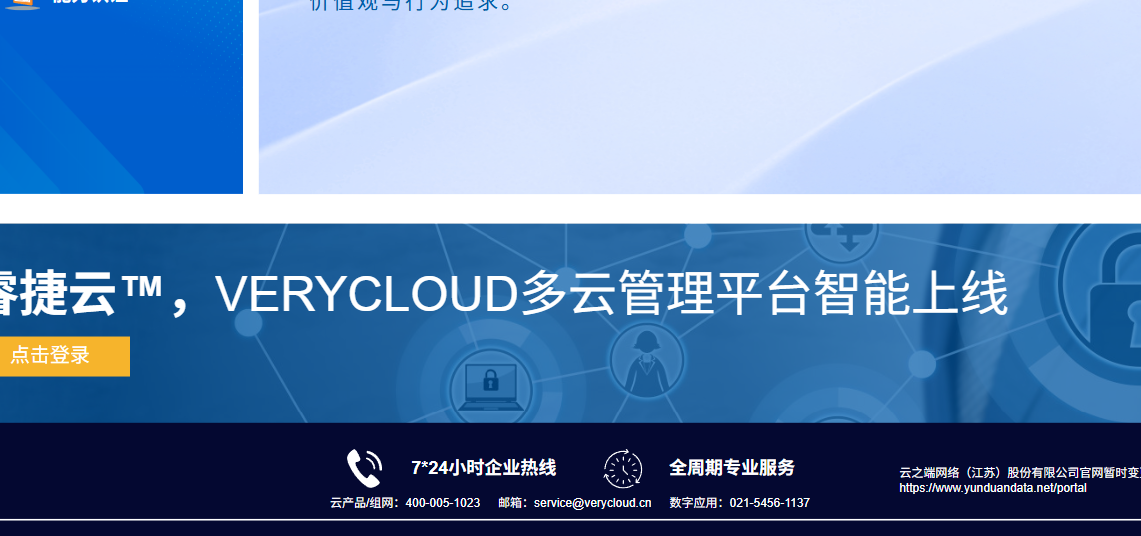 价值观与行为追求。
睿捷云™，VERYCLOUD多云管理平台智能上线
点击登录
7*24小时企业热线
全周期专业服务
云产品/组网：400-005-1023
邮箱：service@verycloud.cn
数字应用：021-5456-1137
云之端网络（江苏）股份有限公司官网暂时变
https://www.yunduandata.net/portal